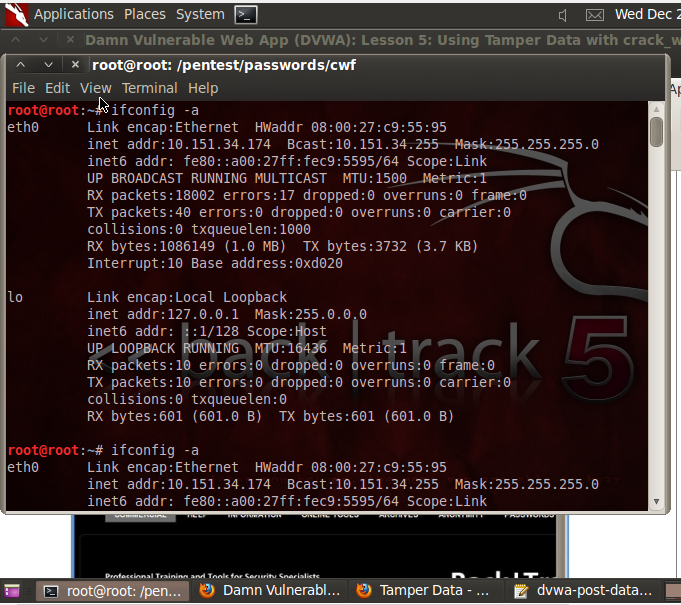 Applications Places System Wed Dec 2
Damn Vulnerable Web App (DVWA): Lesson 5: Using Tamper Data with crack_w
root@root: /pentest/passwords/cwf
File Edit View Terminal Help
root@root:~# ifconfig -a
eth0 Link encap:Ethernet HWaddr 08:00:27:c9:55:95
inet addr:10.151.34.174 Bcast:10.151.34.255 Mask:255.255.255.0
inet6 addr: fe80::a00:27ff:fec9:5595/64 Scope:Link
UP BROADCAST RUNNING MULTICAST MTU:1500 Metric:1
RX packets:18002 errors:17 dropped:0 overruns:0 frame:0
TX packets:40 errors:0 dropped:0 overruns:0 carrier:0
collisions:0 txqueuelen:1000
RX bytes:1086149 (1.0 MB) TX bytes:3732 (3.7 KB)
Interrupt:10 Base address:0xd020
lo Link encap:Local Loopback
inet addr:127.0.0.1 Mask:255.0.0.0
inet6 addr: ::1/128 Scope:Host
UP LOOPBACK RUNNING MTU:16436 Metric:1
RX packets:10 errors:0 dropped:0 overruns:0 frame:0
TX packets:10 errors:0 dropped:0 overruns:0 carrier:0
collisions:0 txqueuelen:0
RX bytes:601 (601.0 B) TX bytes:601 (601.0 B)
<< back | track 5
root@root:~# ifconfig -a
eth0 Link encap:Ethernet HWaddr 08:00:27:c9:55:95
inet addr:10.151.34.174 Bcast:10.151.34.255 Mask:255.255.255.0
inet6 addr: fe80::a00:27ff:fec9:5595/64 Scope:Link
COMMERCIAL HELP INFORMATION ONLINE TOOLS ARCHIVES ANONYMITY PASSWORDS
Professional Training and Tools for Security Specialists
root@root: /pen... Damn Vulnerabl... Tamper Data - ... dvwa-post-data...